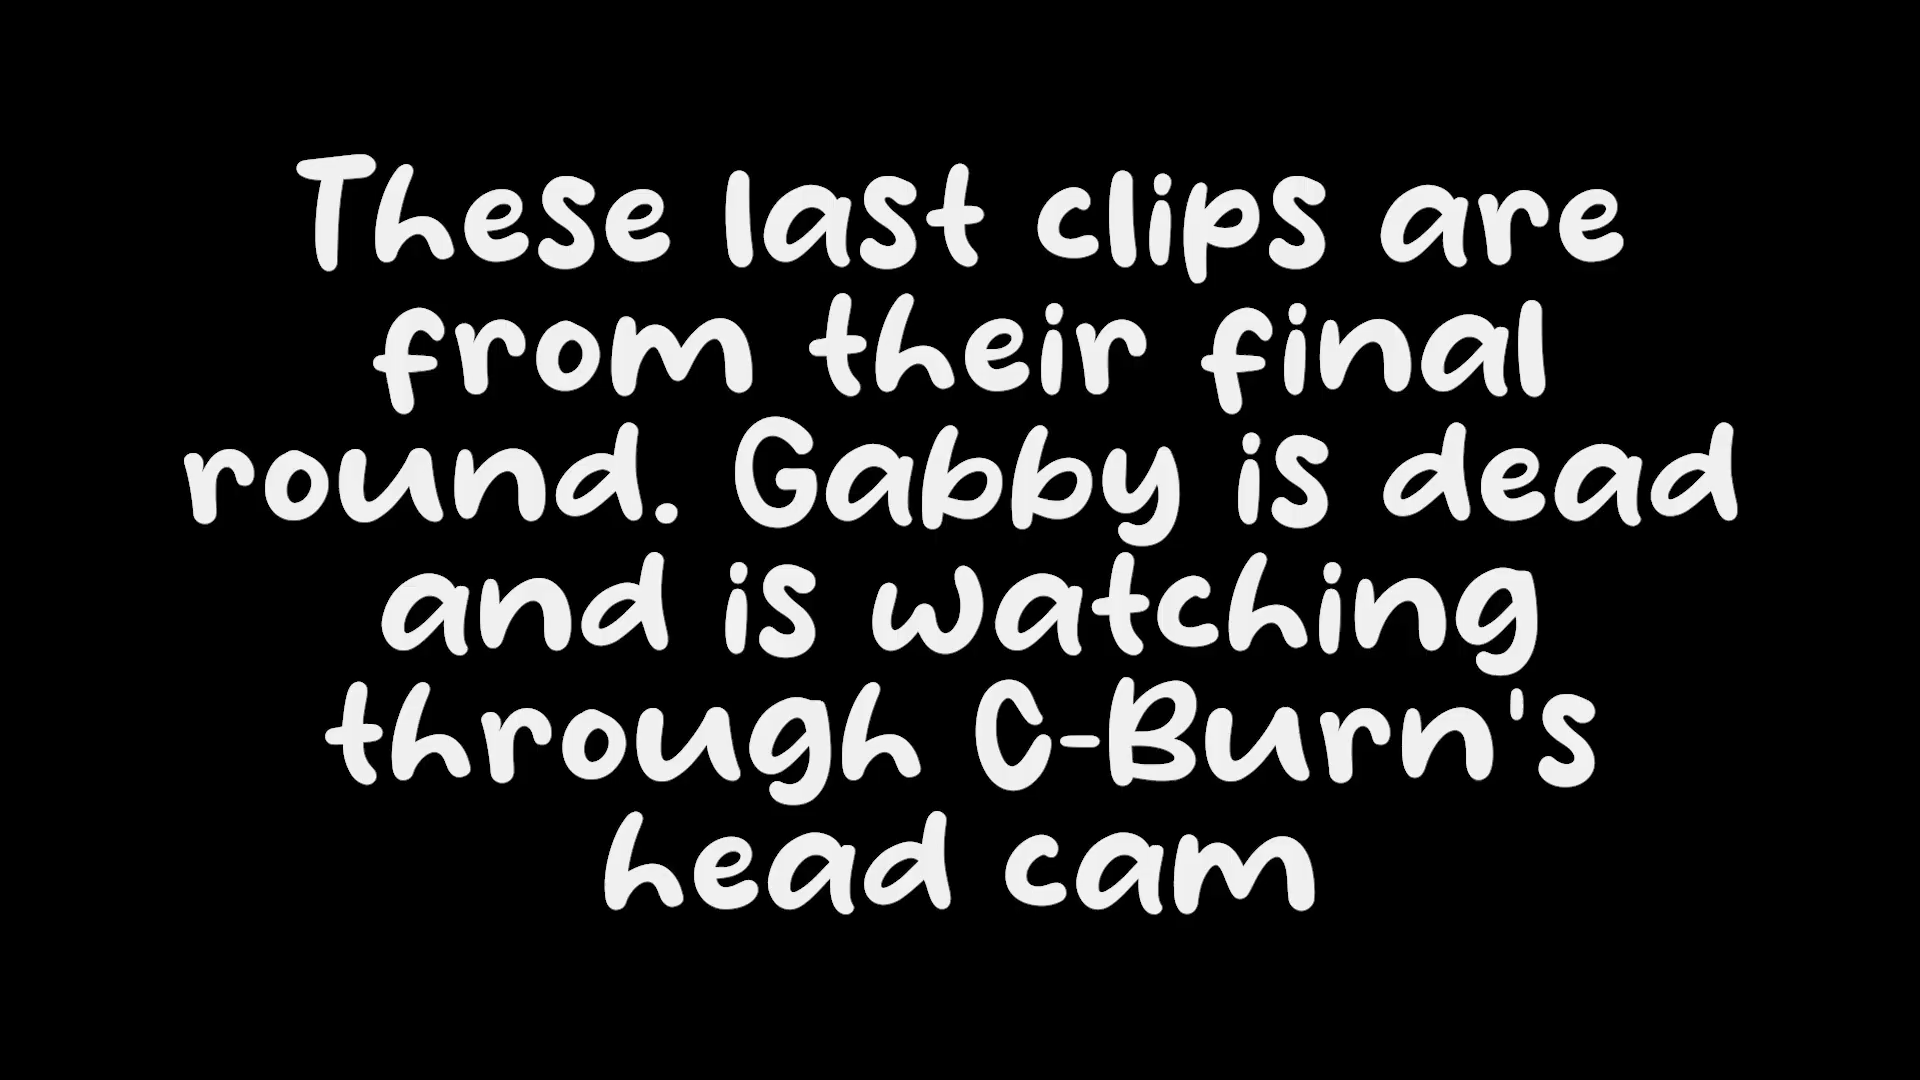 These last clips are
from their final
round. Gabby is dead
and is watching
through C-Burn's
head cam